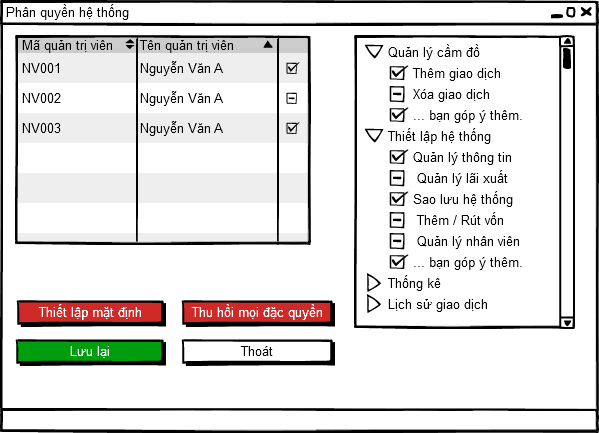 Phân quyền hệ thống
Mã quản trị viên Tên quản trị viên
NV001 Nguyễn Văn A
NV002 Nguyễn Văn A
NV003 Nguyễn Văn A
Quản lý cầm đồ
Thêm giao dịch
Xóa giao dịch
... bạn góp ý thêm.
Thiết lập hệ thống
Quản lý thông tin
Quản lý lãi xuất
Sao lưu hệ thống
Thêm / Rút vốn
Quản lý nhân viên
... bạn góp ý thêm.
Thống kê
Lịch sử giao dịch
Thiết lập mặt định
Thu hồi mọi đặc quyền
Lưu lại
Thoát